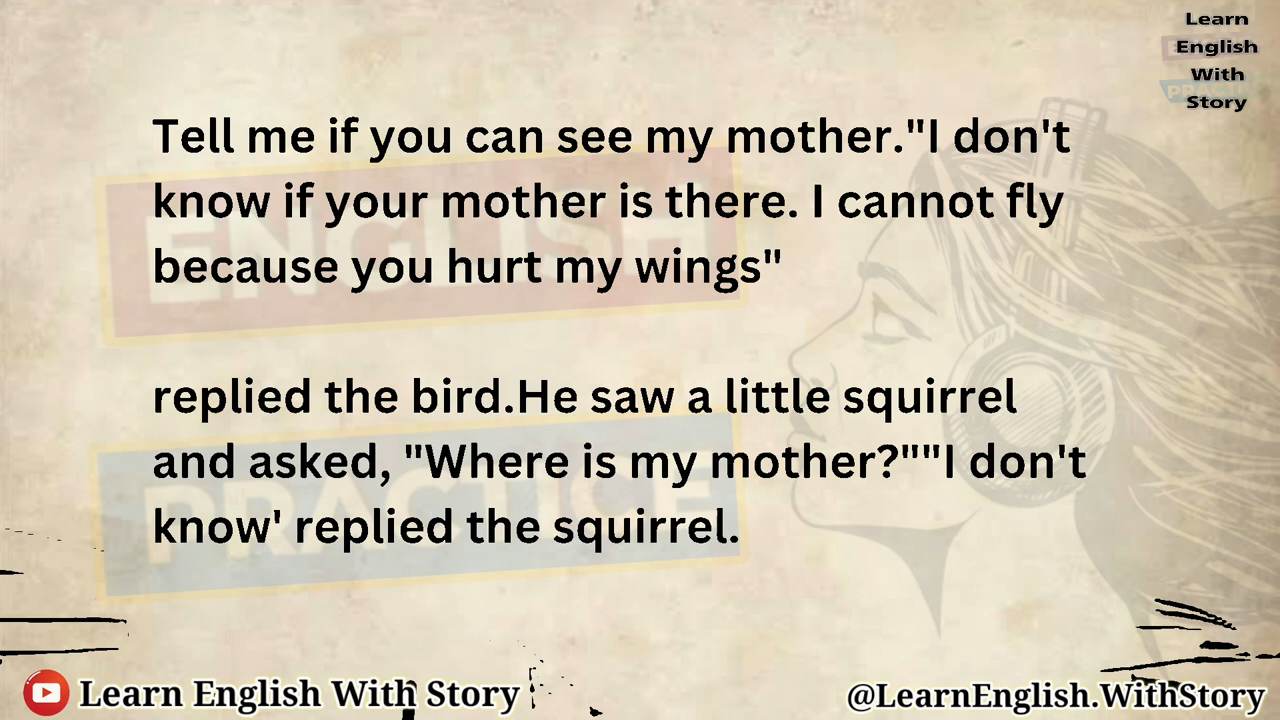 Learn
English
With
Story
Tell me if you can see my mother."I don't
know if your mother is there. I cannot fly
because you hurt my wings"
replied the bird.He saw a little squirrel
and asked, "Where is my mother?""I don't
know' replied the squirrel.
ENGLISH
PRACTICE
Learn English With Story
@LearnEnglish.WithStory